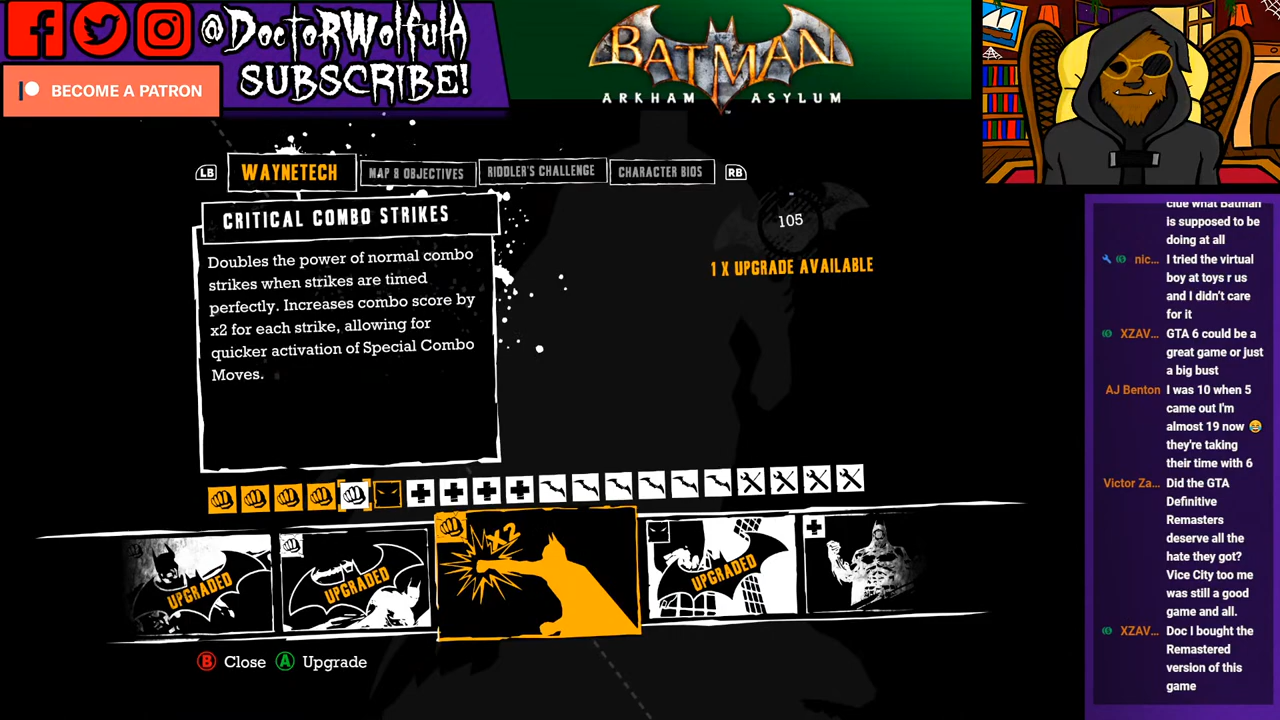 @DoctoRWolfulA
SUBSCRIBE!
BECOME A PATRON
BATMAN
ARKHAM ASYLUM
LB WAYNETECH MAP & OBJECTIVES RIDDLER'S CHALLENGE CHARACTER BIOS RB
CRITICAL COMBO STRIKES
Doubles the power of normal combo
strikes when strikes are timed
perfectly. Increases combo score by
x2 for each strike, allowing for
quicker activation of Special Combo
Moves.
105
1 X UPGRADE AVAILABLE
UPGRADED
UPGRADED
X2
UPGRADED
B Close A Upgrade
clue what Batman
is supposed to be
doing at all
nic... I tried the virtual
boy at toys r us
and I didn't care
for it
XZAV... GTA 6 could be a
great game or just
a big bust
AJ Benton I was 10 when 5
came out I'm
almost 19 now 😂
they're taking
their time with 6
Victor Za... Did the GTA
Definitive
Remasters
deserve all the
hate they got?
Vice City too me
was still a good
game and all.
XZAV... Doc I bought the
Remastered
version of this
game